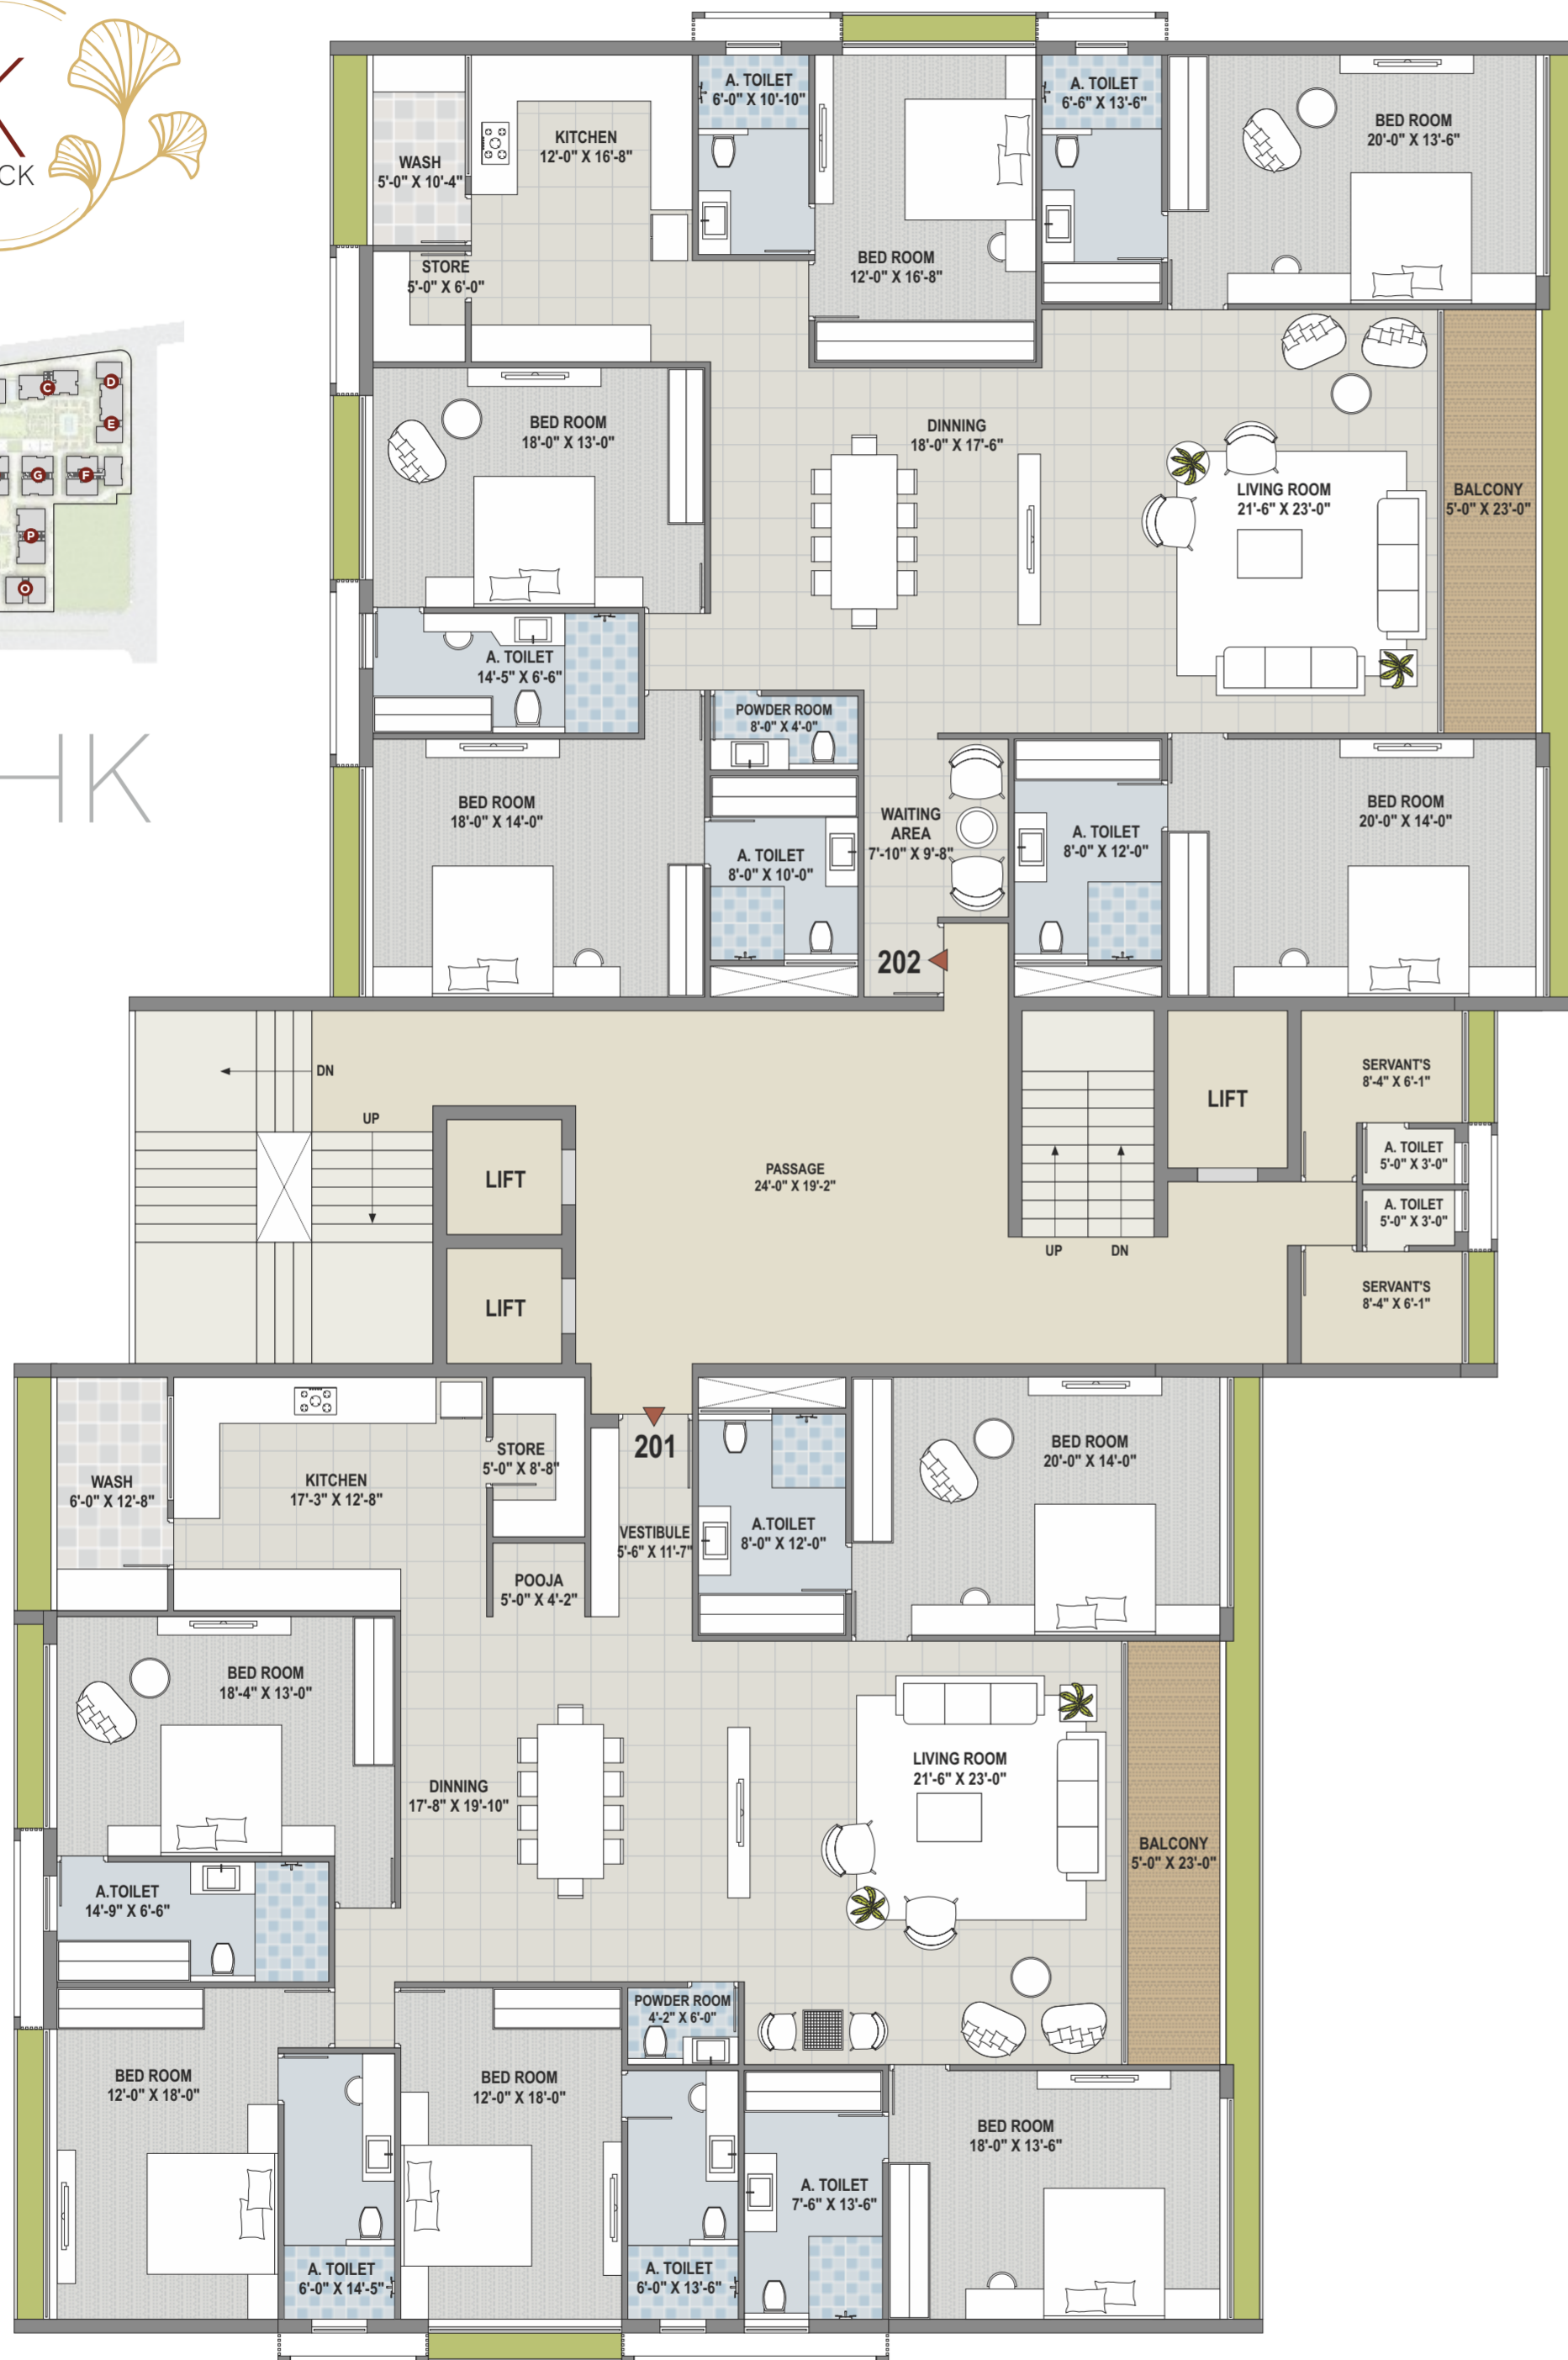 K
CK
C
D
E
G
F
P
O
HK
A. TOILET
6'-0" X 10'-10"
A. TOILET
6'-6" X 13'-6"
BED ROOM
20'-0" X 13'-6"
KITCHEN
12'-0" X 16'-8"
WASH
5'-0" X 10'-4"
BED ROOM
12'-0" X 16'-8"
STORE
5'-0" X 6'-0"
BED ROOM
18'-0" X 13'-0"
DINNING
18'-0" X 17'-6"
LIVING ROOM
21'-6" X 23'-0"
BALCONY
5'-0" X 23'-0"
A. TOILET
14'-5" X 6'-6"
POWDER ROOM
8'-0" X 4'-0"
BED ROOM
18'-0" X 14'-0"
WAITING
AREA
7'-10" X 9'-8"
A. TOILET
8'-0" X 10'-0"
A. TOILET
8'-0" X 12'-0"
BED ROOM
20'-0" X 14'-0"
202
DN
UP
LIFT
LIFT
PASSAGE
24'-0" X 19'-2"
UP
DN
LIFT
SERVANT'S
8'-4" X 6'-1"
A. TOILET
5'-0" X 3'-0"
A. TOILET
5'-0" X 3'-0"
SERVANT'S
8'-4" X 6'-1"
201
WASH
6'-0" X 12'-8"
KITCHEN
17'-3" X 12'-8"
STORE
5'-0" X 8'-8"
VESTIBULE
5'-6" X 11'-7"
POOJA
5'-0" X 4'-2"
A.TOILET
8'-0" X 12'-0"
BED ROOM
20'-0" X 14'-0"
BED ROOM
18'-4" X 13'-0"
DINNING
17'-8" X 19'-10"
LIVING ROOM
21'-6" X 23'-0"
BALCONY
5'-0" X 23'-0"
A.TOILET
14'-9" X 6'-6"
POWDER ROOM
4'-2" X 6'-0"
BED ROOM
12'-0" X 18'-0"
BED ROOM
12'-0" X 18'-0"
BED ROOM
18'-0" X 13'-6"
A. TOILET
7'-6" X 13'-6"
A. TOILET
6'-0" X 14'-5"
A. TOILET
6'-0" X 13'-6"